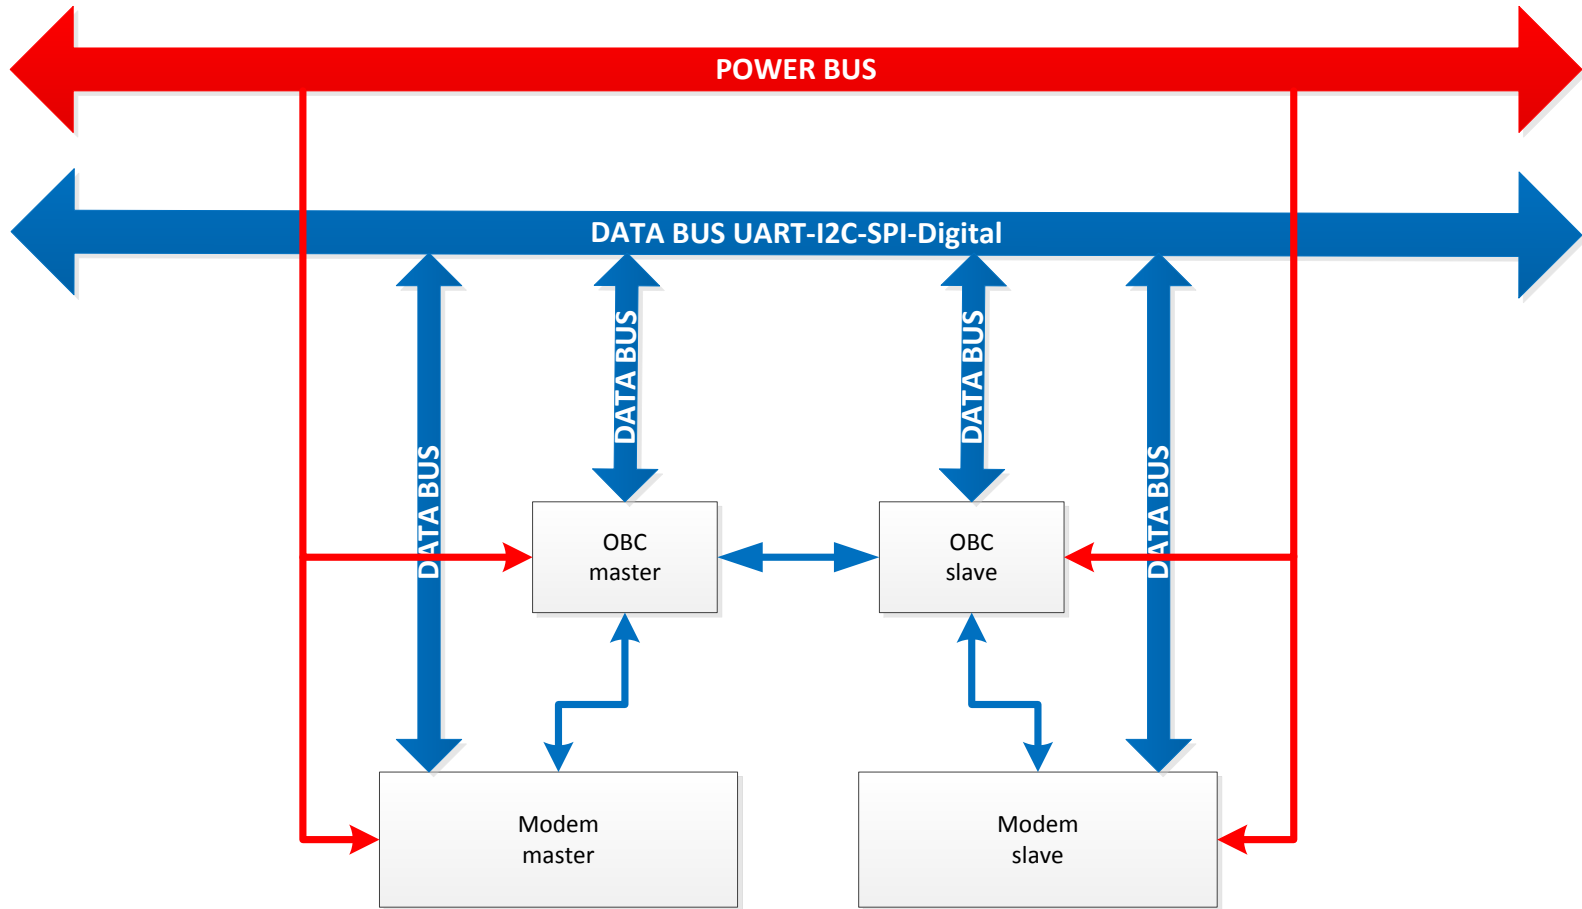 POWER BUS
DATA BUS UART-I2C-SPI-Digital
DATA BUS
DATA BUS
DATA BUS
DATA BUS
OBC
master
OBC
slave
Modem
master
Modem
slave